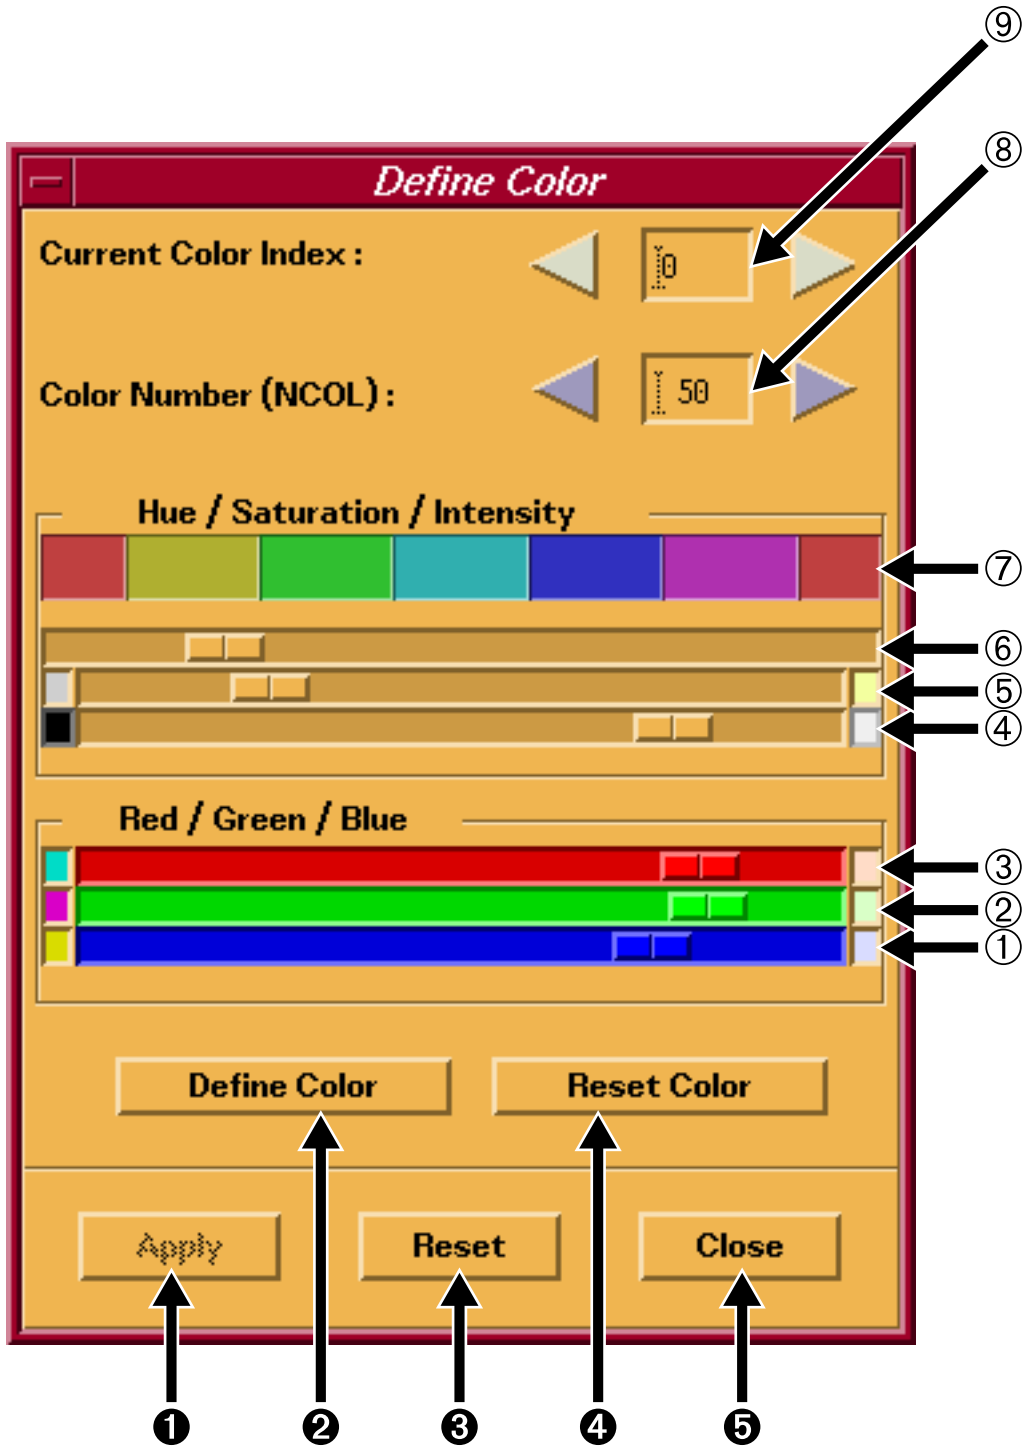 ⑨
⑧
Define Color
Current Color Index : 0
Color Number (NCOL) : 50
Hue / Saturation / Intensity
⑦
⑥
⑤
④
Red / Green / Blue
③
②
①
Define Color Reset Color
Apply Reset Close
❶ ❷ ❸ ❹ ❺